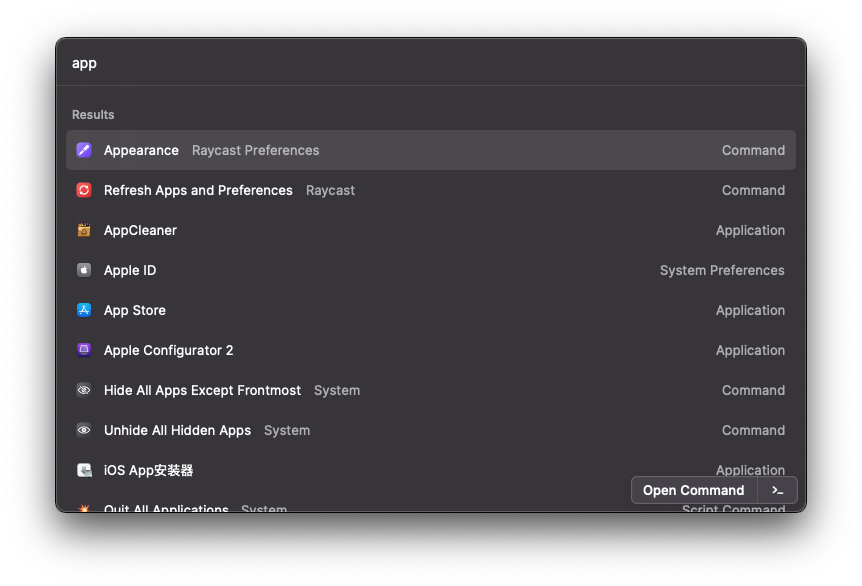 app
Results
Appearance Raycast Preferences Command
Refresh Apps and Preferences Raycast Command
AppCleaner Application
Apple ID System Preferences
App Store Application
Apple Configurator 2 Application
Hide All Apps Except Frontmost System Command
Unhide All Hidden Apps System Command
iOS App安装器 Application
Open Command >_
Quit All Applications System Script Command